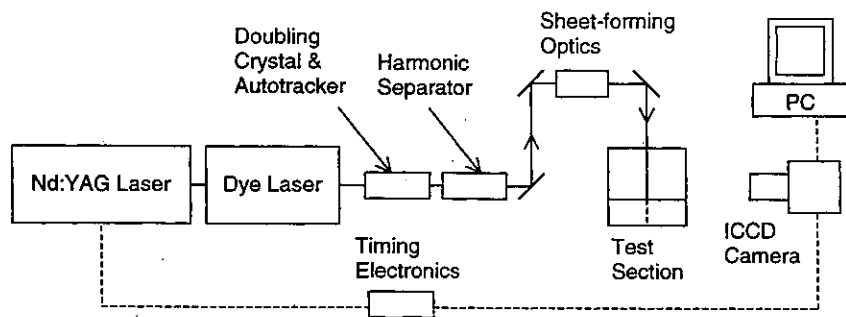 Sheet-forming
Optics
Doubling
Crystal &
Autotracker
Harmonic
Separator
PC
Nd:YAG Laser
Dye Laser
ICCD
Camera
Timing
Electronics
Test
Section